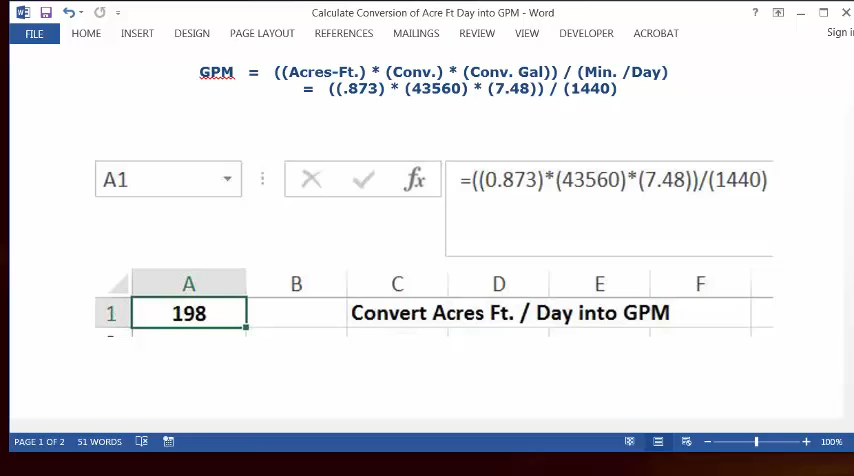 Calculate Conversion of Acre Ft Day into GPM - Word
?
Sign in
FILE HOME INSERT DESIGN PAGE LAYOUT REFERENCES MAILINGS REVIEW VIEW DEVELOPER ACROBAT
GPM = ((Acres-Ft.) * (Conv.) * (Conv. Gal)) / (Min. /Day)
= ((.873) * (43560) * (7.48)) / (1440)
A1 fx =((0.873)*(43560)*(7.48))/(1440)
A B C D E F
1 198 Convert Acres Ft. / Day into GPM
PAGE 1 OF 2 51 WORDS 100%